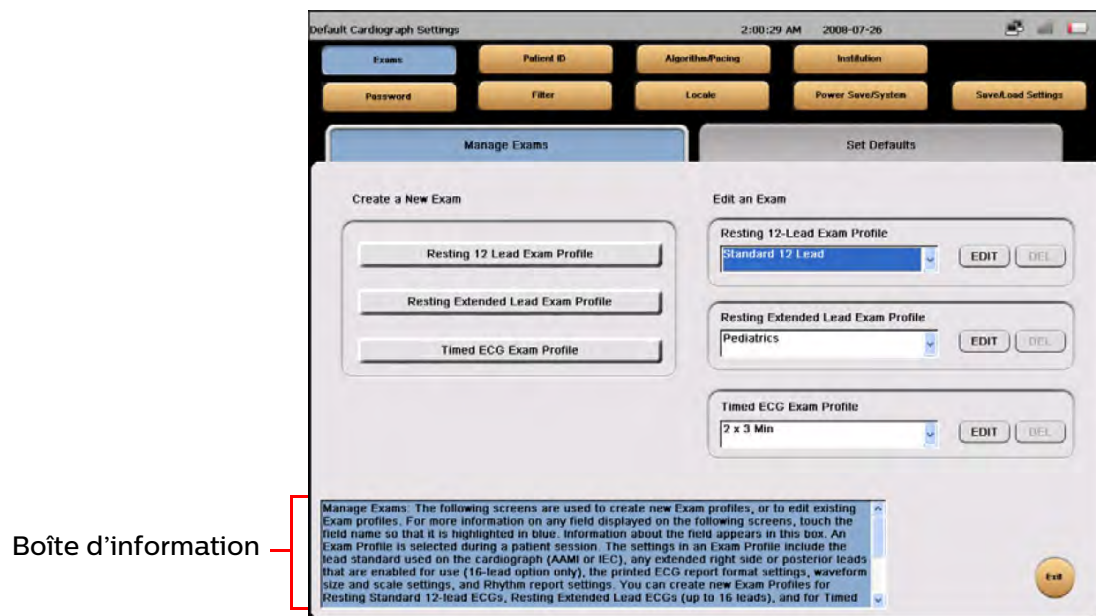 Default Cardiograph Settings 2:00:29 AM 2008-07-26
Exams Patient ID Algorithm/Pacing Institution
Password Filter Locale Power Save/System Save/Load Settings
Manage Exams Set Defaults
Create a New Exam
Resting 12 Lead Exam Profile
Resting Extended Lead Exam Profile
Timed ECG Exam Profile
Edit an Exam
Resting 12-Lead Exam Profile
Standard 12 Lead EDIT DEL
Resting Extended Lead Exam Profile
Pediatrics EDIT DEL
Timed ECG Exam Profile
2 x 3 Min EDIT DEL
Boîte d'information
Manage Exams: The following screens are used to create new Exam profiles, or to edit existing
Exam profiles. For more information on any field displayed on the following screens, touch the
field name so that it is highlighted in blue. Information about the field appears in this box. An
Exam Profile is selected during a patient session. The settings in an Exam Profile include the
lead standard used on the cardiograph (AAMI or IEC), any extended right side or posterior leads
that are enabled for use (16-lead option only), the printed ECG report format settings, waveform
size and scale settings, and Rhythm report settings. You can create new Exam Profiles for
Resting Standard 12-lead ECGs, Resting Extended Lead ECGs (up to 16 leads), and for Timed
Exit